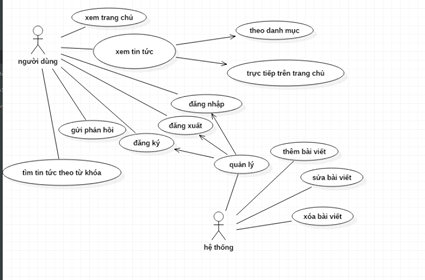 xem trang chủ
theo danh mục
xem tin tức
người dùng
trực tiếp trên trang chủ
đăng nhập
đăng xuất
gửi phản hồi
đăng ký
thêm bài viết
quản lý
tìm tin tức theo từ khóa
sửa bài viết
xóa bài viết
hệ thống